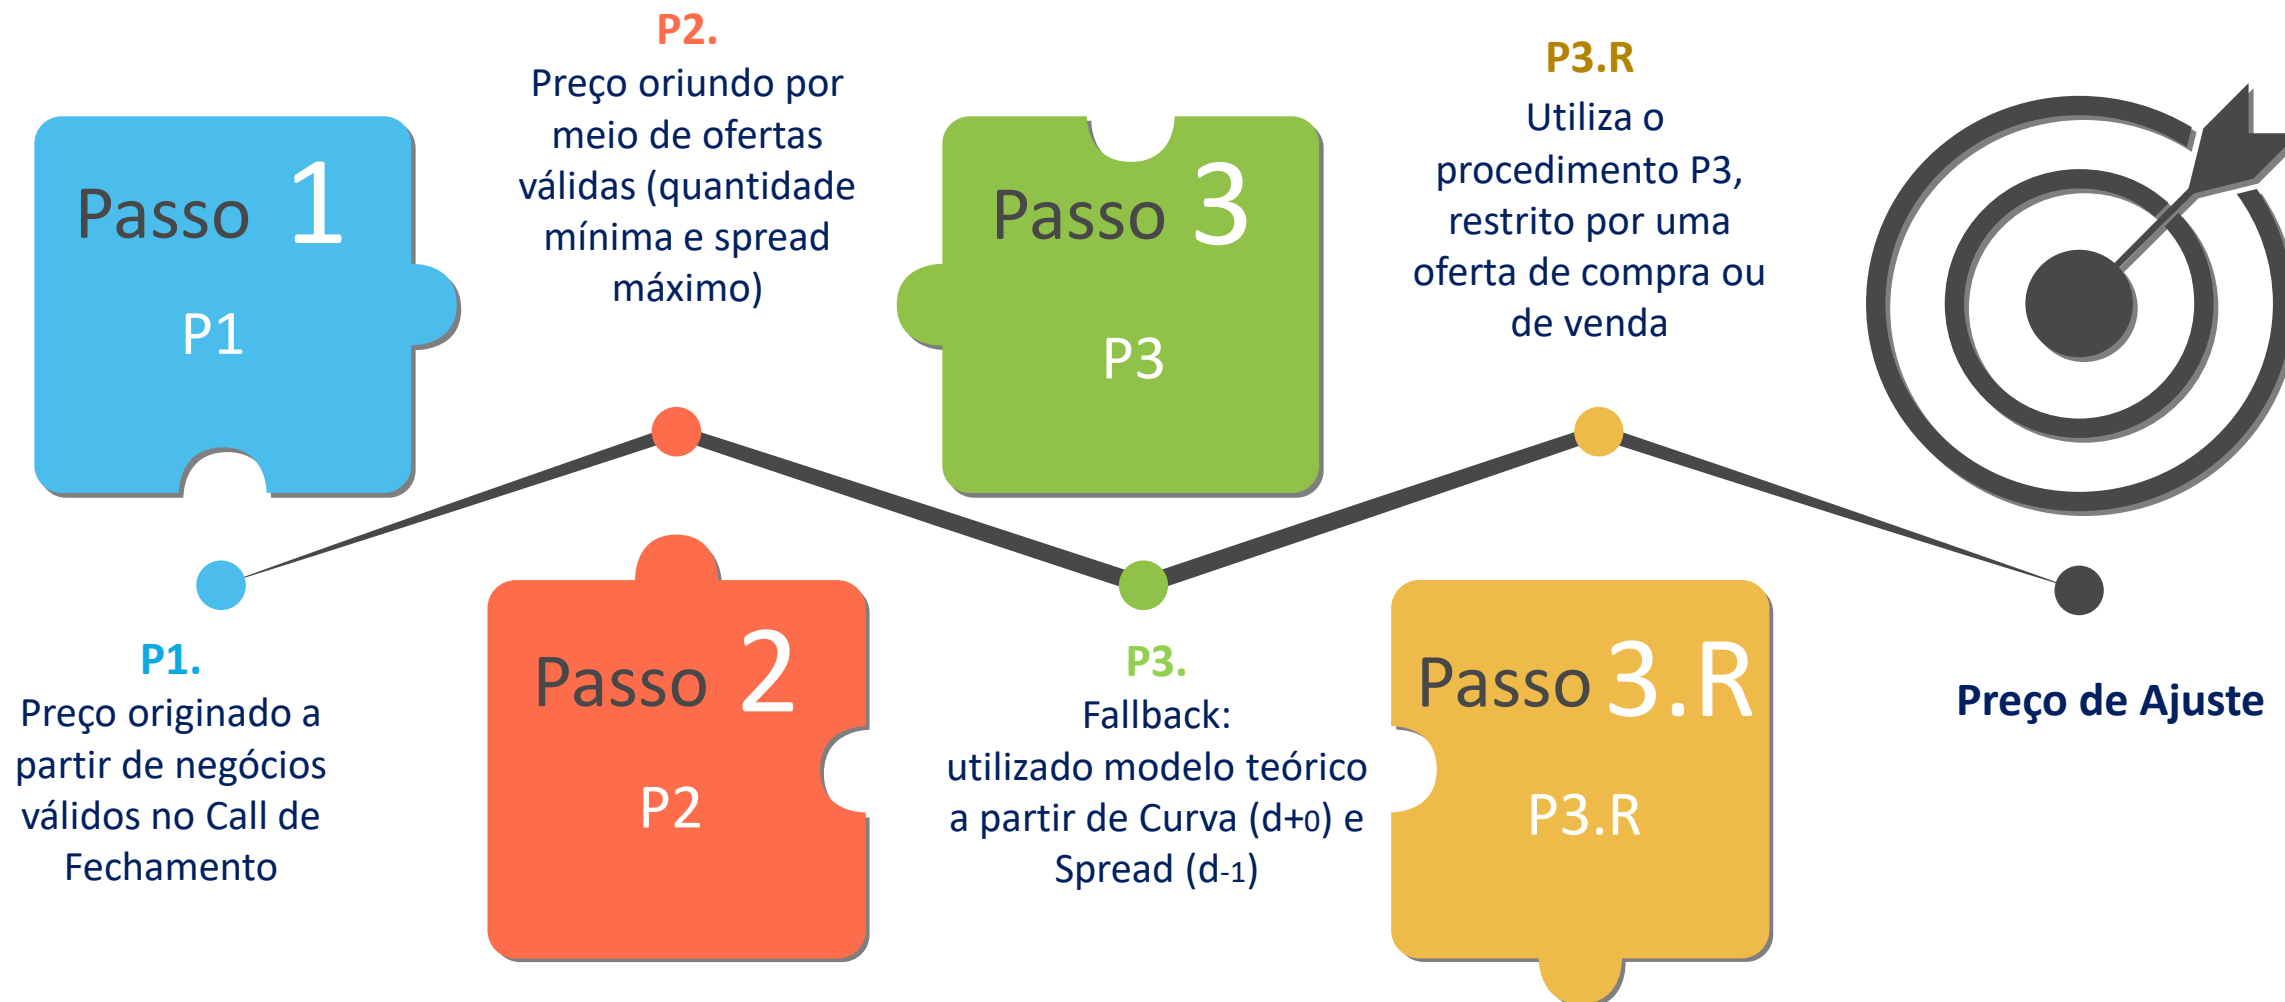 Passo 1
P1
P1.
Preço originado a
partir de negócios
válidos no Call de
Fechamento
P2.
Preço oriundo por
meio de ofertas
válidas (quantidade
mínima e spread
máximo)
Passo 2
P2
Passo 3
P3
P3.
Fallback:
utilizado modelo teórico
a partir de Curva (d+0) e
Spread (d-1)
P3.R
Utiliza o
procedimento P3,
restrito por uma
oferta de compra ou
de venda
Passo 3.R
P3.R
Preço de Ajuste